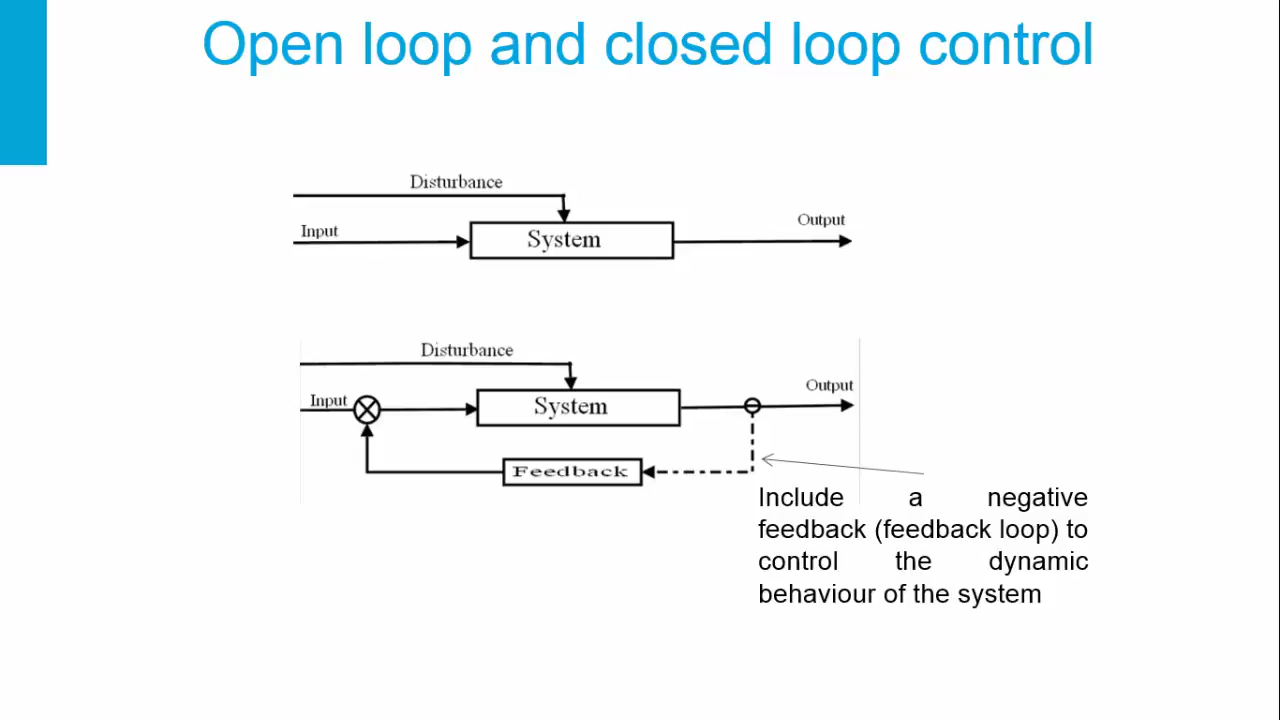 Open loop and closed loop control
Disturbance
Input
System
Output
Disturbance
Input
System
Output
Feedback
Include a negative
feedback (feedback loop) to
control the dynamic
behaviour of the system